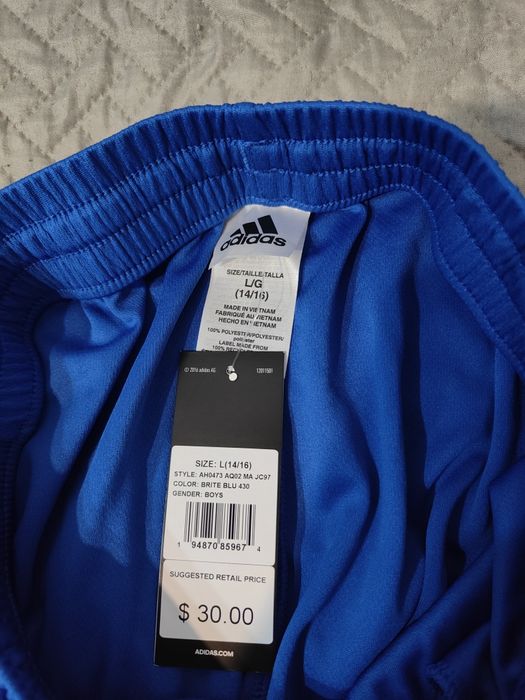 adidas
SIZE/TAILLE/TALLA
L/G
(14/16)
MADE IN VIETNAM
FABRIQUÉ AU VIETNAM
HECHO EN VIETNAM
100% POLYESTER/POLYESTER/
poliéster
LABEL MADE FROM
© 2016 adidas AG
12011501
SIZE: L(14/16)
STYLE: AH0473 AQ02 MA JC97
COLOR: BRITE BLU 430
GENDER: BOYS
1 94870 85967 4
SUGGESTED RETAIL PRICE
$ 30.00
ADIDAS.COM